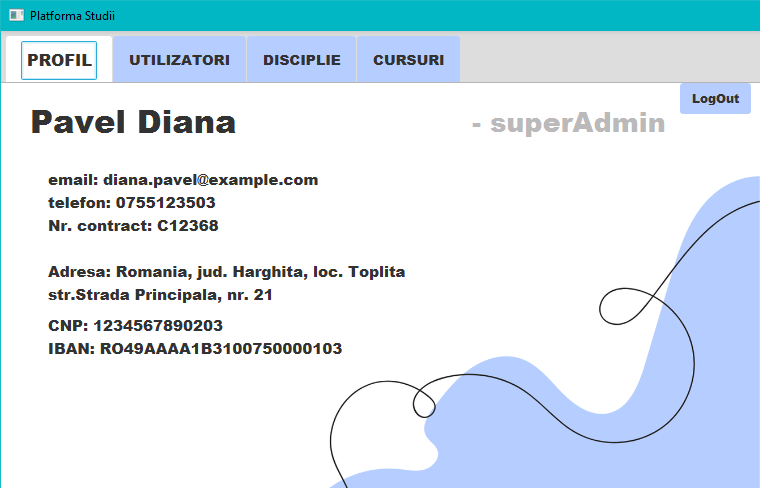 Platforma Studii
PROFIL UTILIZATORI DISCIPLIE CURSURI
LogOut
Pavel Diana - superAdmin
email: diana.pavel@example.com
telefon: 0755123503
Nr. contract: C12368
Adresa: Romania, jud. Harghita, loc. Toplita
str.Strada Principala, nr. 21
CNP: 1234567890203
IBAN: RO49AAAA1B3100750000103